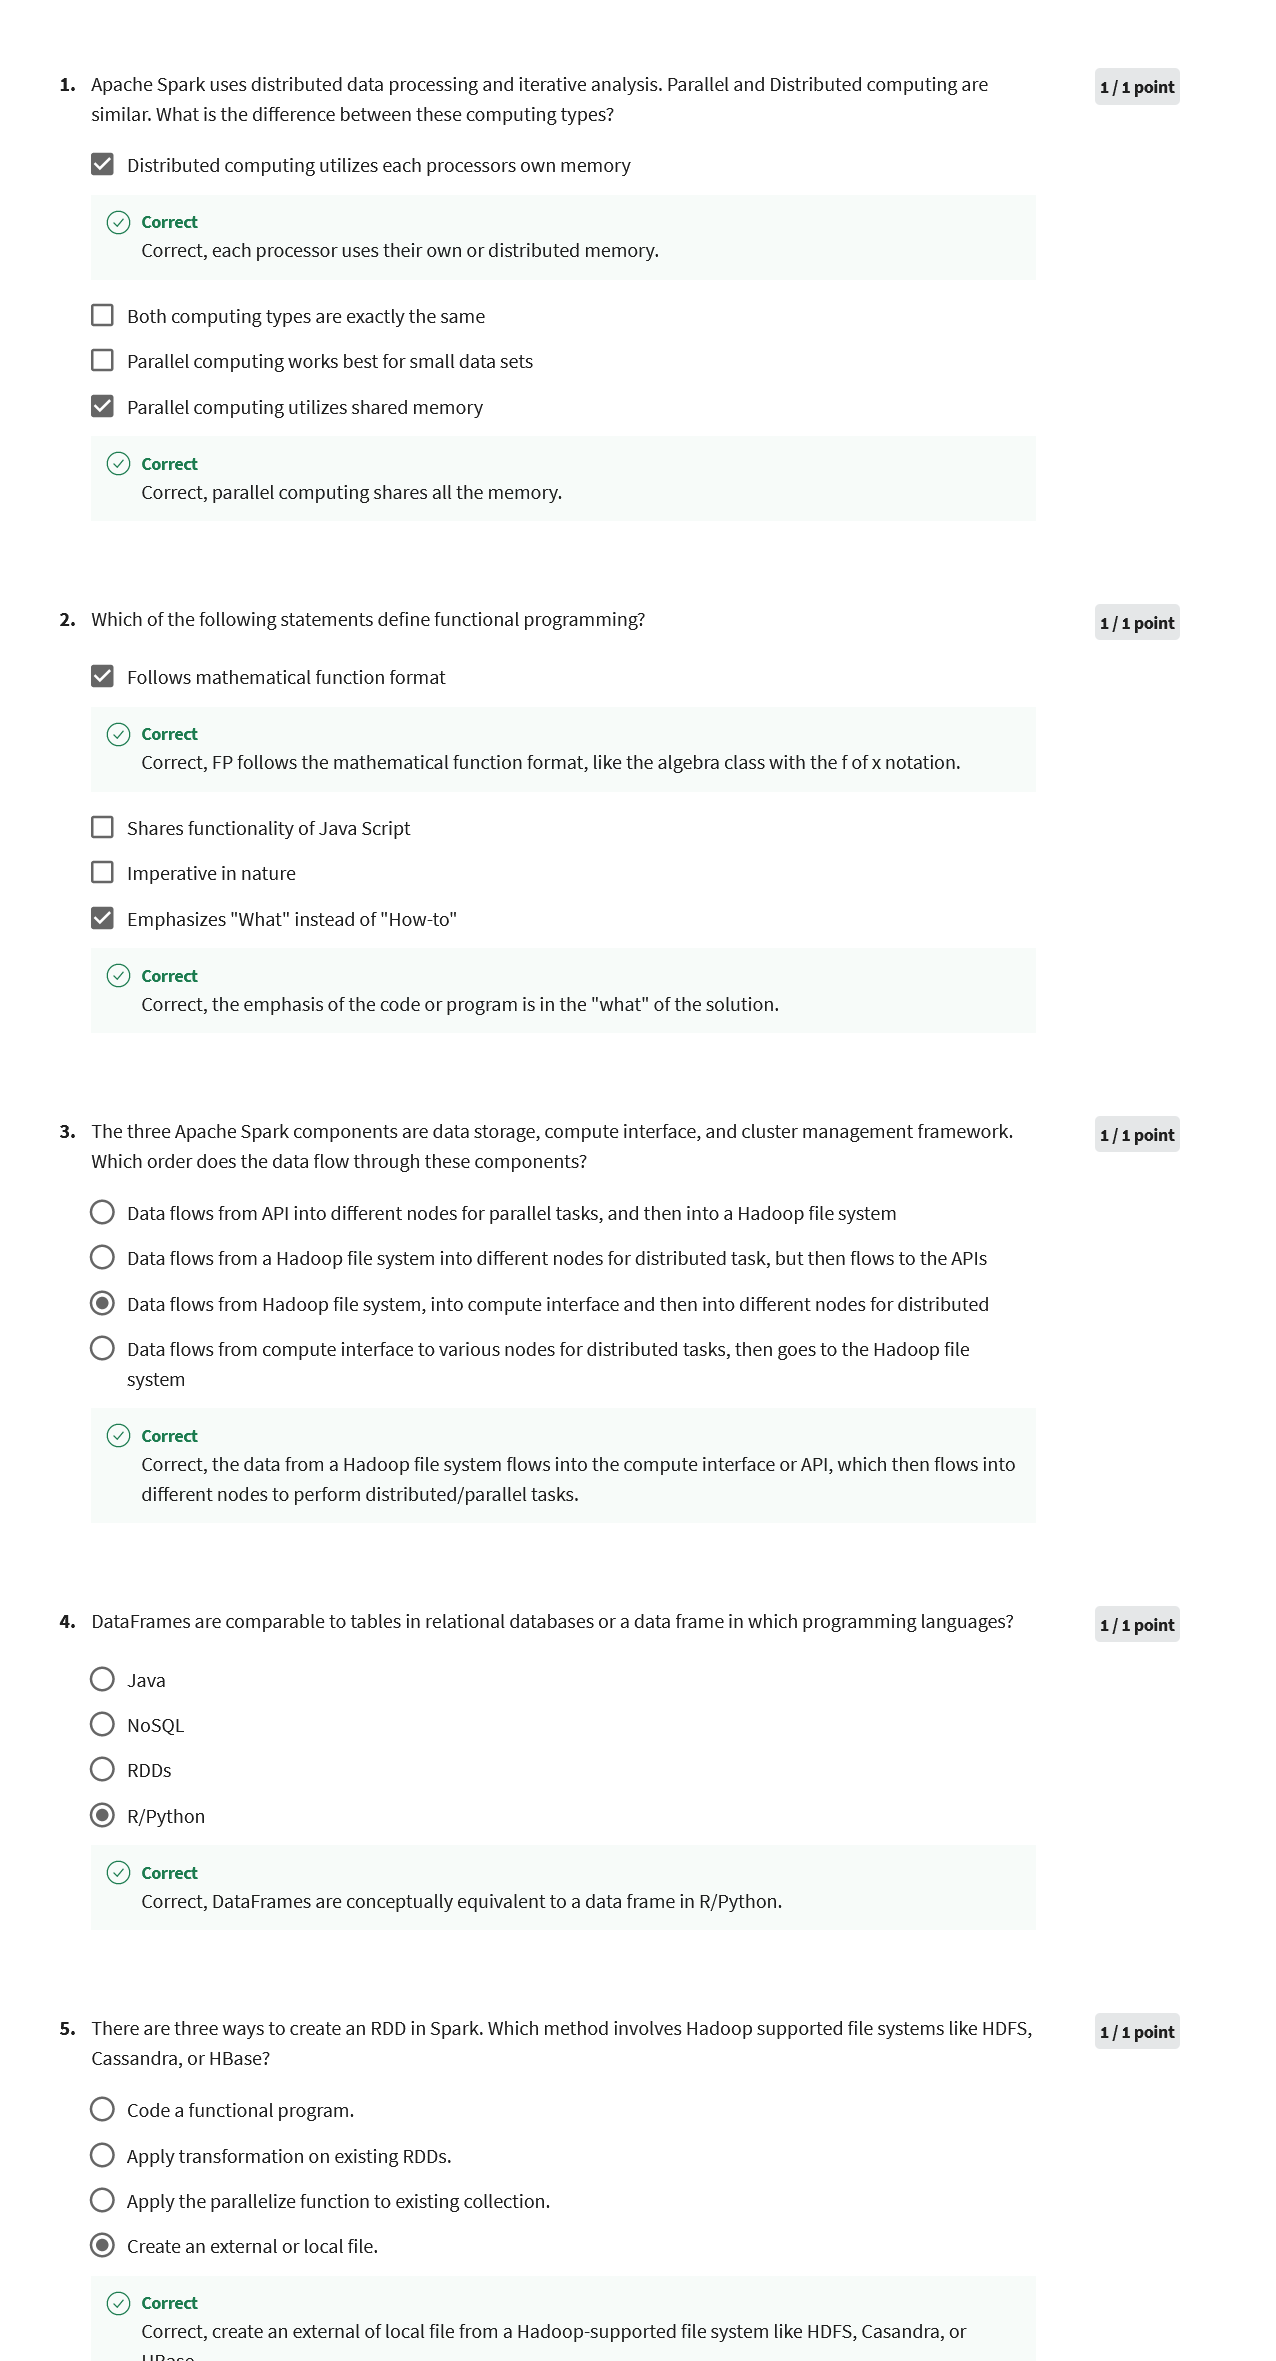 1. Apache Spark uses distributed data processing and iterative analysis. Parallel and Distributed computing are
1 / 1 point
similar. What is the difference between these computing types?
Distributed computing utilizes each processors own memory
Correct
Correct, each processor uses their own or distributed memory.
Both computing types are exactly the same
Parallel computing works best for small data sets
Parallel computing utilizes shared memory
Correct
Correct, parallel computing shares all the memory.
2. Which of the following statements define functional programming?
1 / 1 point
Follows mathematical function format
Correct
Correct, FP follows the mathematical function format, like the algebra class with the f of x notation.
Shares functionality of Java Script
Imperative in nature
Emphasizes "What" instead of "How-to"
Correct
Correct, the emphasis of the code or program is in the "what" of the solution.
3. The three Apache Spark components are data storage, compute interface, and cluster management framework.
1 / 1 point
Which order does the data flow through these components?
Data flows from API into different nodes for parallel tasks, and then into a Hadoop file system
Data flows from a Hadoop file system into different nodes for distributed task, but then flows to the APIs
Data flows from Hadoop file system, into compute interface and then into different nodes for distributed
Data flows from compute interface to various nodes for distributed tasks, then goes to the Hadoop file
system
Correct
Correct, the data from a Hadoop file system flows into the compute interface or API, which then flows into
different nodes to perform distributed/parallel tasks.
4. DataFrames are comparable to tables in relational databases or a data frame in which programming languages?
1 / 1 point
Java
NoSQL
RDDs
R/Python
Correct
Correct, DataFrames are conceptually equivalent to a data frame in R/Python.
5. There are three ways to create an RDD in Spark. Which method involves Hadoop supported file systems like HDFS,
1 / 1 point
Cassandra, or HBase?
Code a functional program.
Apply transformation on existing RDDs.
Apply the parallelize function to existing collection.
Create an external or local file.
Correct
Correct, create an external of local file from a Hadoop-supported file system like HDFS, Casandra, or
HBase